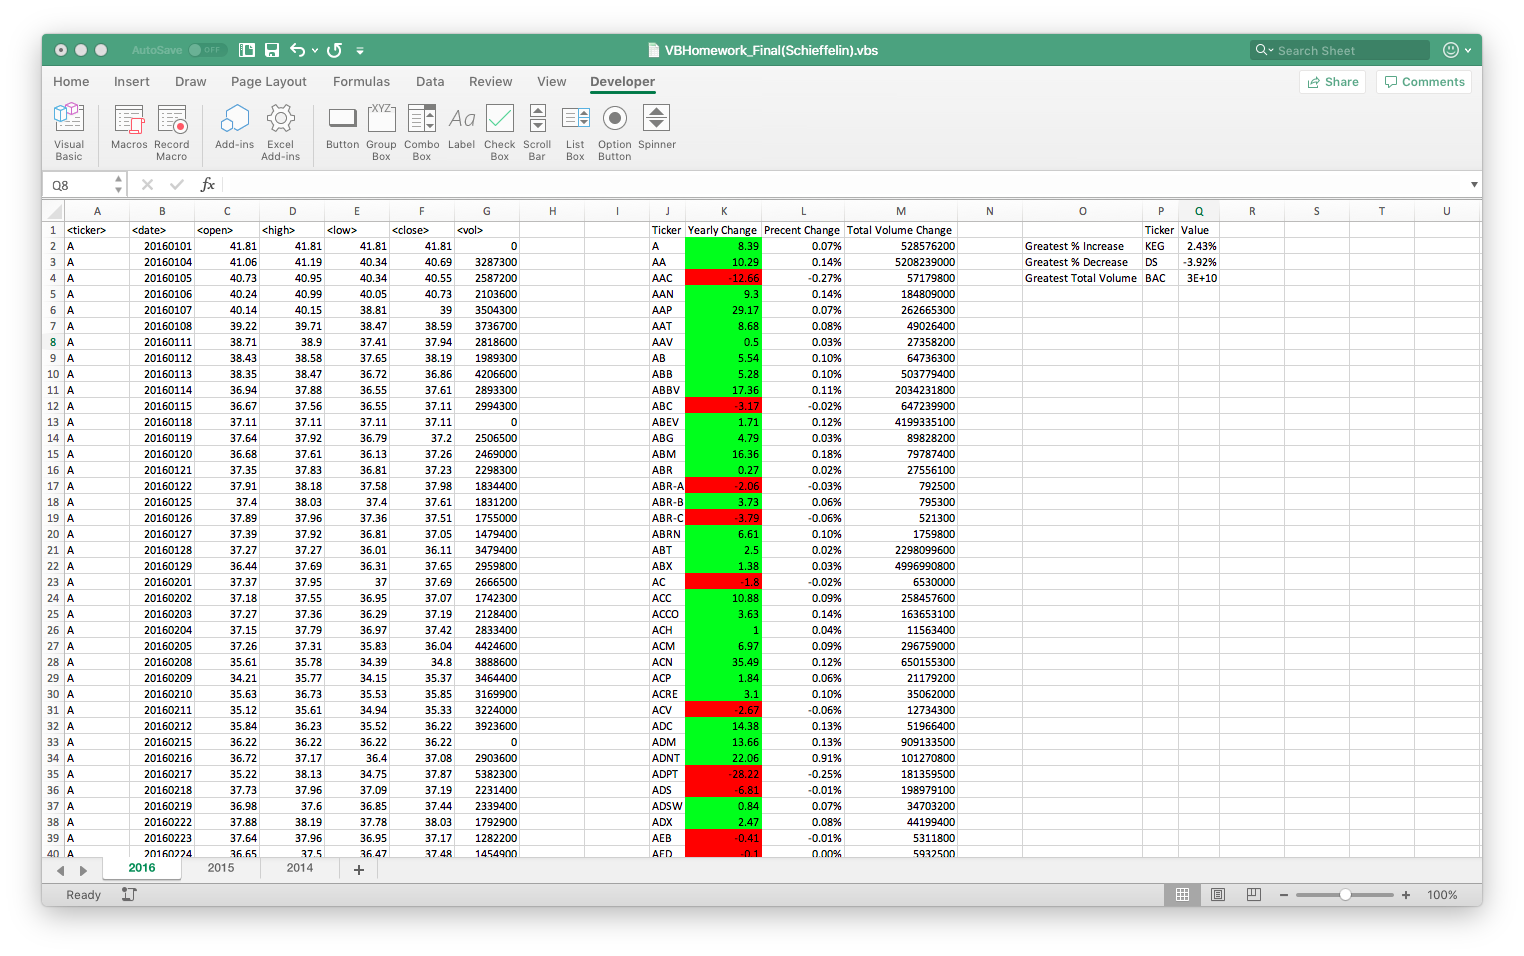 AutoSave OFF VBHomework_Final(Schieffelin).vbs Search Sheet
Home Insert Draw Page Layout Formulas Data Review View Developer Share Comments
Visual Basic Macros Record Macro Add-ins Excel Add-ins Button Group Box Combo Box Label Check Box Scroll Bar List Box Option Button Spinner
XYZ Aa
Q8 fx
A B C D E F G H I J K L M N O P Q R S T U
1 <ticker> <date> <open> <high> <low> <close> <vol> Ticker Yearly Change Precent Change Total Volume Change Ticker Value
2 A 20160101 41.81 41.81 41.81 41.81 0 A 8.39 0.07% 528576200 Greatest % Increase KEG 2.43%
3 A 20160104 41.06 41.19 40.34 40.69 3287300 AA 10.29 0.14% 5208239000 Greatest % Decrease DS -3.92%
4 A 20160105 40.73 40.95 40.34 40.55 2587200 AAC -12.66 -0.27% 57179800 Greatest Total Volume BAC 3E+10
5 A 20160106 40.24 40.99 40.05 40.73 2103600 AAN 9.3 0.14% 184809000
6 A 20160107 40.14 40.15 38.81 39 3504300 AAP 29.17 0.07% 262665300
7 A 20160108 39.22 39.71 38.47 38.59 3736700 AAT 8.68 0.08% 49026400
8 A 20160111 38.71 38.9 37.41 37.94 2818600 AAV 0.5 0.03% 27358200
9 A 20160112 38.43 38.58 37.65 38.19 1989300 AB 5.54 0.10% 64736300
10 A 20160113 38.35 38.47 36.72 36.86 4206600 ABB 5.28 0.10% 503779400
11 A 20160114 36.94 37.88 36.55 37.61 2893300 ABBV 17.36 0.11% 2034231800
12 A 20160115 36.67 37.56 36.55 37.11 2994300 ABC -3.17 -0.02% 647239900
13 A 20160118 37.11 37.11 37.11 37.11 0 ABEV 1.71 0.12% 4199335100
14 A 20160119 37.64 37.92 36.79 37.2 2506500 ABG 4.79 0.03% 89828200
15 A 20160120 36.68 37.61 36.13 37.26 2469000 ABM 16.36 0.18% 79787400
16 A 20160121 37.35 37.83 36.81 37.23 2298300 ABR 0.27 0.02% 27556100
17 A 20160122 37.91 38.18 37.58 37.98 1834400 ABR-A -2.06 -0.03% 792500
18 A 20160125 37.4 38.03 37.4 37.61 1831200 ABR-B 3.73 0.06% 795300
19 A 20160126 37.89 37.96 37.36 37.51 1755000 ABR-C -3.79 -0.06% 521300
20 A 20160127 37.39 37.92 36.81 37.05 1479400 ABRN 6.61 0.10% 1759800
21 A 20160128 37.27 37.27 36.01 36.11 3479400 ABT 2.5 0.02% 2298099600
22 A 20160129 36.44 37.69 36.31 37.65 2959800 ABX 1.38 0.03% 4996990800
23 A 20160201 37.37 37.95 37 37.69 2666500 AC -1.8 -0.02% 6530000
24 A 20160202 37.18 37.55 36.95 37.07 1742300 ACC 10.88 0.09% 258457600
25 A 20160203 37.27 37.36 36.29 37.19 2128400 ACCO 3.63 0.14% 163653100
26 A 20160204 37.15 37.79 36.97 37.42 2833400 ACH 1 0.04% 11563400
27 A 20160205 37.26 37.31 35.83 36.04 4424600 ACM 6.97 0.09% 296759000
28 A 20160208 35.61 35.78 34.39 34.8 3888600 ACN 35.49 0.12% 650155300
29 A 20160209 34.21 35.77 34.15 35.37 3464400 ACP 1.84 0.06% 21179200
30 A 20160210 35.63 36.73 35.53 35.85 3169900 ACRE 3.1 0.10% 35062000
31 A 20160211 35.12 35.61 34.94 35.33 3224000 ACV -2.67 -0.06% 12734300
32 A 20160212 35.84 36.23 35.52 36.22 3923600 ADC 14.38 0.13% 51966400
33 A 20160215 36.22 36.22 36.22 36.22 0 ADM 13.66 0.13% 909133500
34 A 20160216 36.72 37.17 36.4 37.08 2903600 ADNT 22.06 0.91% 101270800
35 A 20160217 35.22 38.13 34.75 37.87 5382300 ADPT -28.22 -0.25% 181359500
36 A 20160218 37.73 37.96 37.09 37.19 2231400 ADS -6.81 -0.01% 198979100
37 A 20160219 36.98 37.6 36.85 37.44 2339400 ADSW 0.84 0.07% 34703200
38 A 20160222 37.88 38.19 37.78 38.03 1792900 ADX 2.47 0.08% 44199400
39 A 20160223 37.64 37.96 36.95 37.17 1282200 AEB -0.41 -0.01% 5311800
40 A 20160224 36.65 37.5 36.47 37.48 1454900 AED -0.1 0.00% 5932500
2016 2015 2014 +
Ready 100%